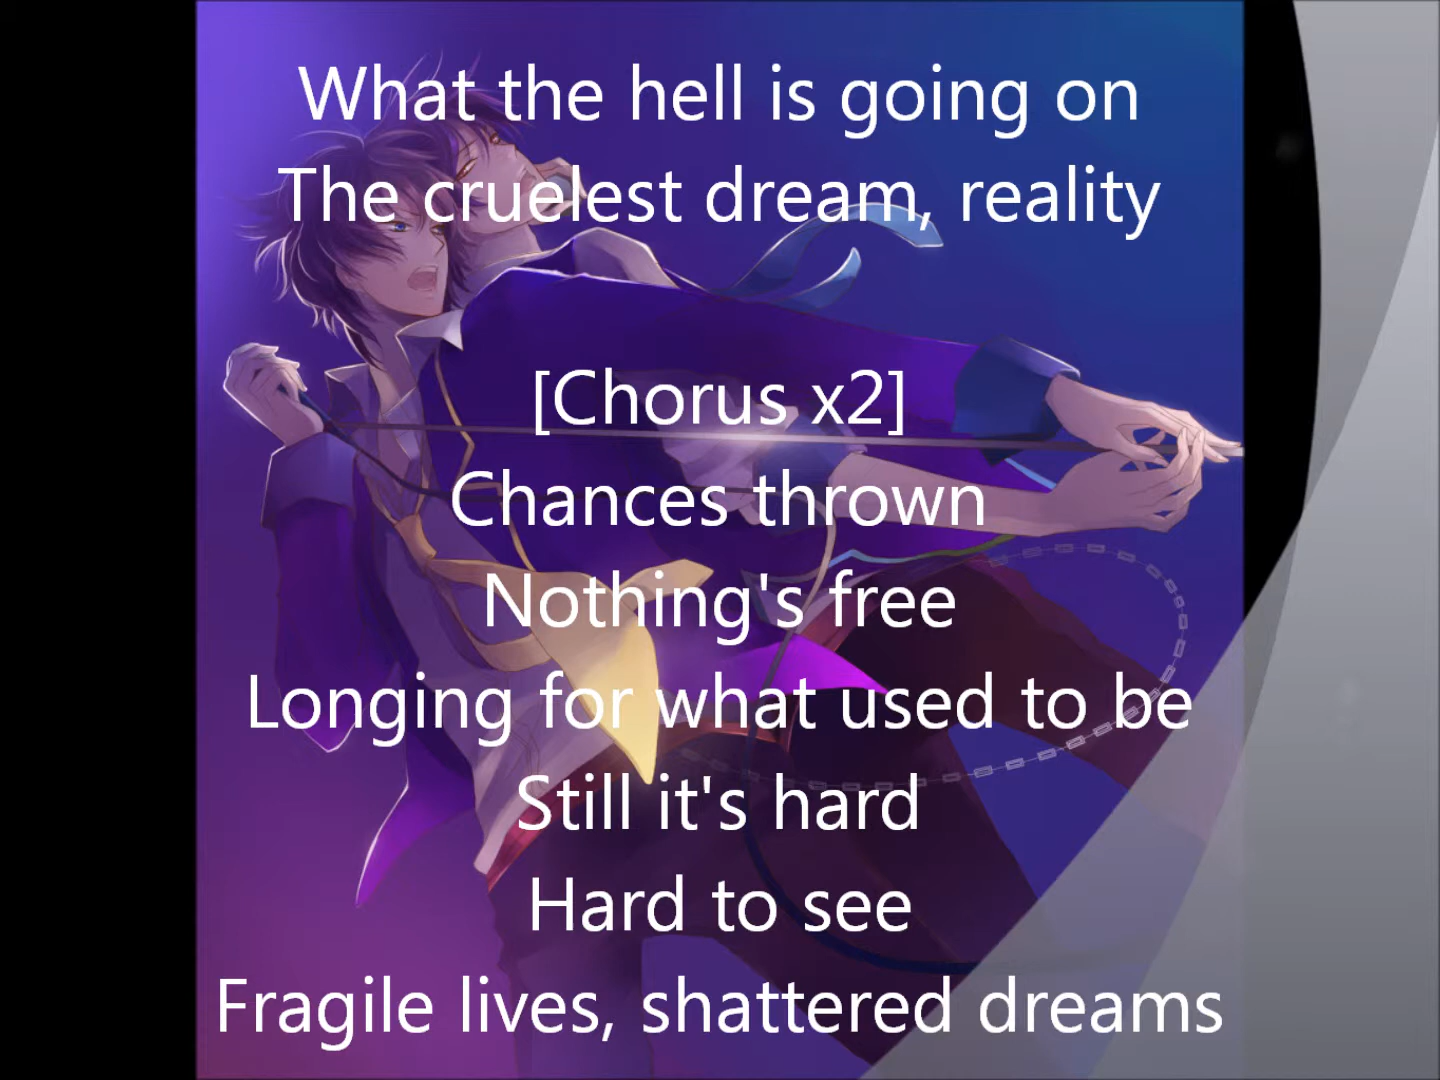 What the hell is going on
The cruelest dream, reality
[Chorus x2]
Chances thrown
Nothing's free
Longing for what used to be
Still it's hard
Hard to see
Fragile lives, shattered dreams